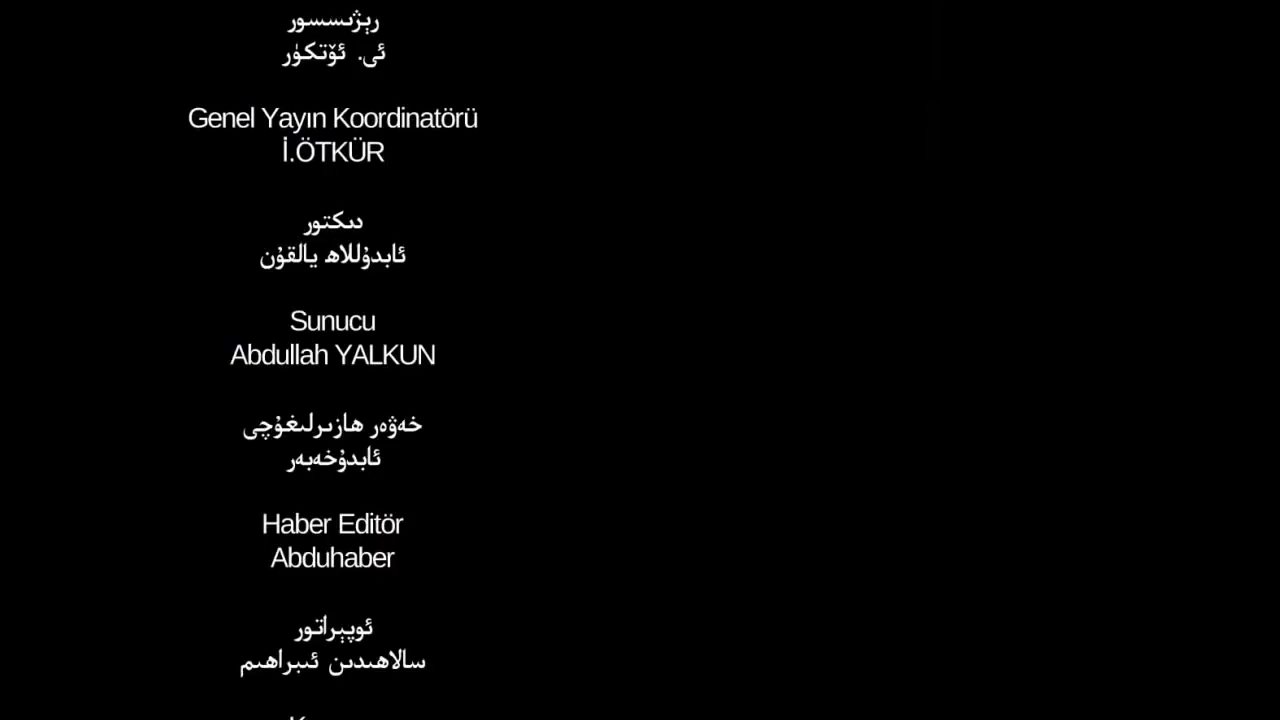 رېژىسسور
ئى. ئۆتكۈر
Genel Yayın Koordinatörü
İ.ÖTKÜR
دىكتور
ئابدۇللاھ يالقۇن
Sunucu
Abdullah YALKUN
خەۋەر ھازىرلىغۇچى
ئابدۇخەبەر
Haber Editör
Abduhaber
ئوپېراتور
سالاھىدىن ئىبراھىم